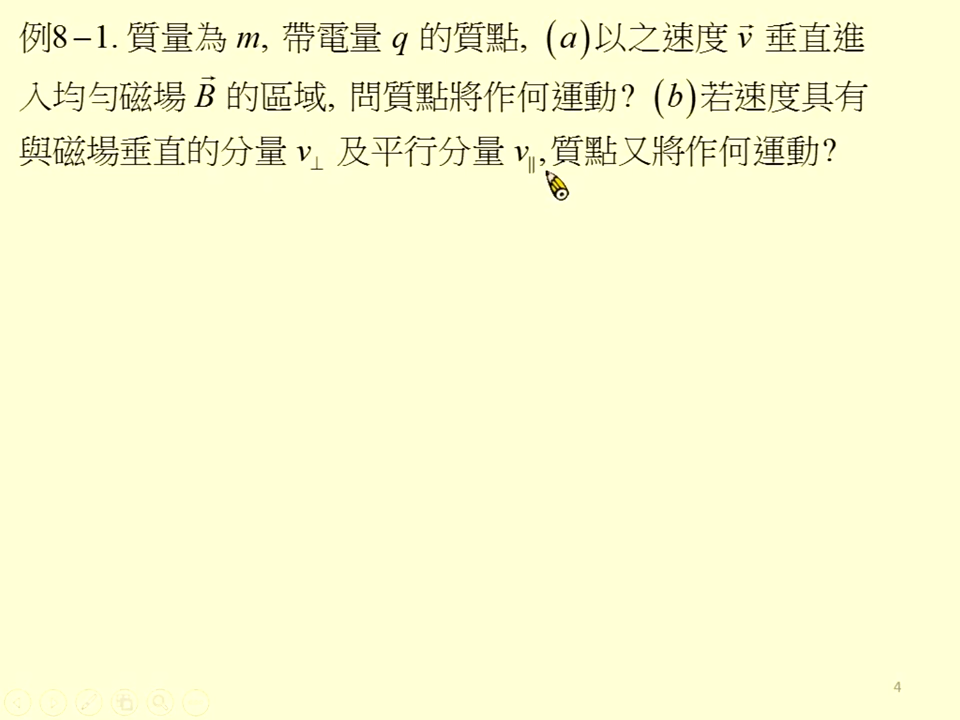 例8－1. 質量為 m, 帶電量 q 的質點, (a)以之速度 v⃗ 垂直進
入均勻磁場 B⃗ 的區域, 問質點將作何運動? (b)若速度具有
與磁場垂直的分量 v⊥ 及平行分量 v∥,質點又將作何運動?
4